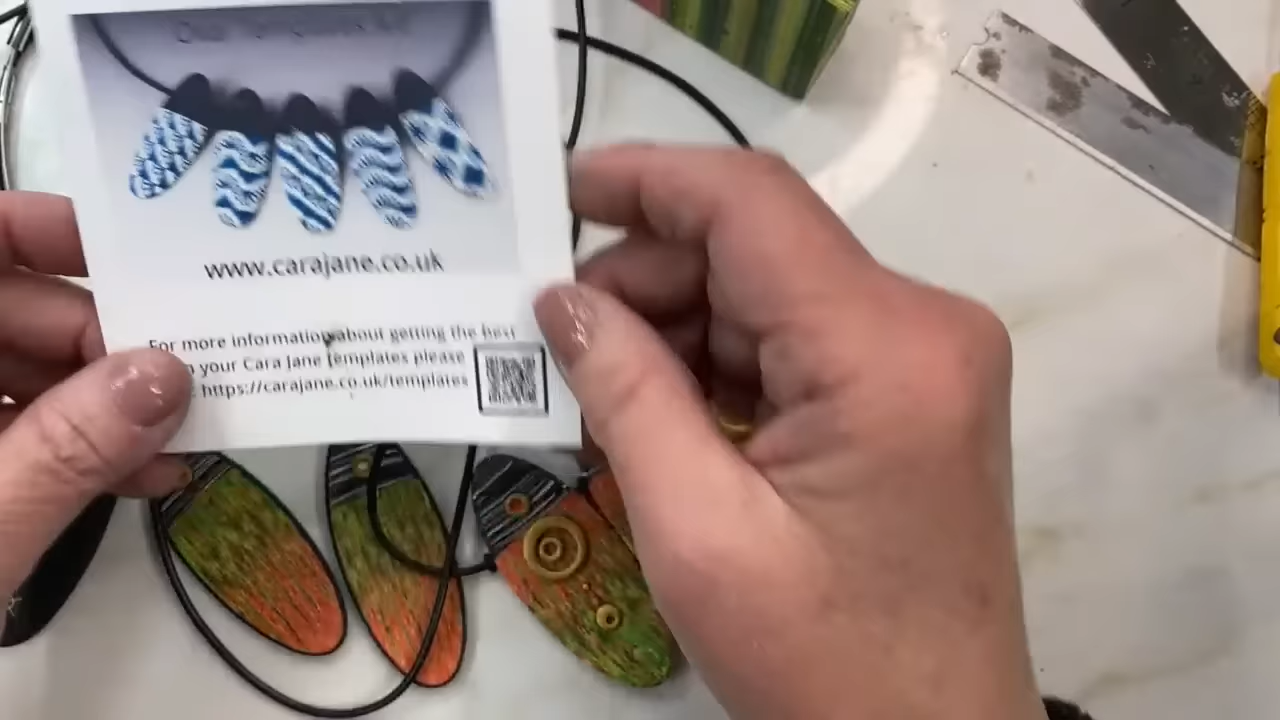 www.carajane.co.uk
For more information about getting the best
your Cara Jane templates please
https://carajane.co.uk/templates